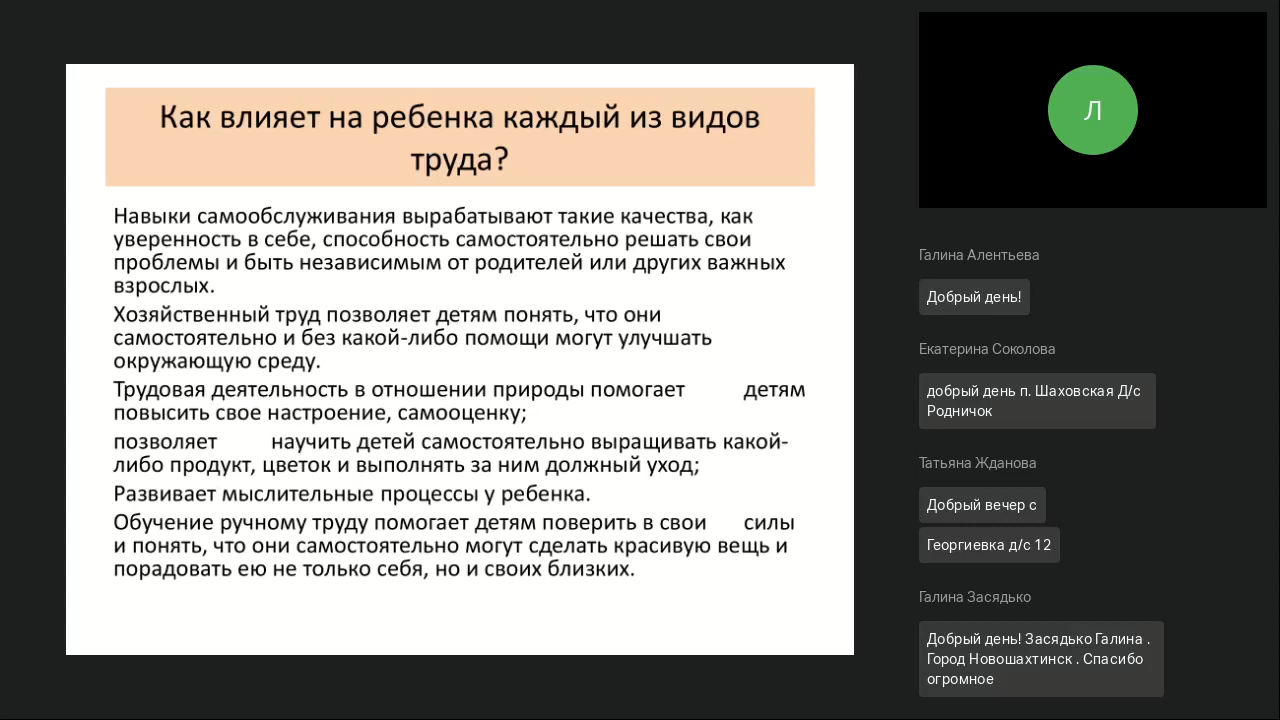 Как влияет на ребенка каждый из видов
труда?
Навыки самообслуживания вырабатывают такие качества, как
уверенность в себе, способность самостоятельно решать свои
проблемы и быть независимым от родителей или других важных
взрослых.
Хозяйственный труд позволяет детям понять, что они
самостоятельно и без какой-либо помощи могут улучшать
окружающую среду.
Трудовая деятельность в отношении природы помогает детям
повысить свое настроение, самооценку;
позволяет научить детей самостоятельно выращивать какой-
либо продукт, цветок и выполнять за ним должный уход;
Развивает мыслительные процессы у ребенка.
Обучение ручному труду помогает детям поверить в свои силы
и понять, что они самостоятельно могут сделать красивую вещь и
порадовать ею не только себя, но и своих близких.
Л
Галина Алентьева
Добрый день!
Екатерина Соколова
добрый день п. Шаховская Д/с
Родничок
Татьяна Жданова
Добрый вечер с
Георгиевка д/с 12
Галина Засядько
Добрый день! Засядько Галина .
Город Новошахтинск . Спасибо
огромное